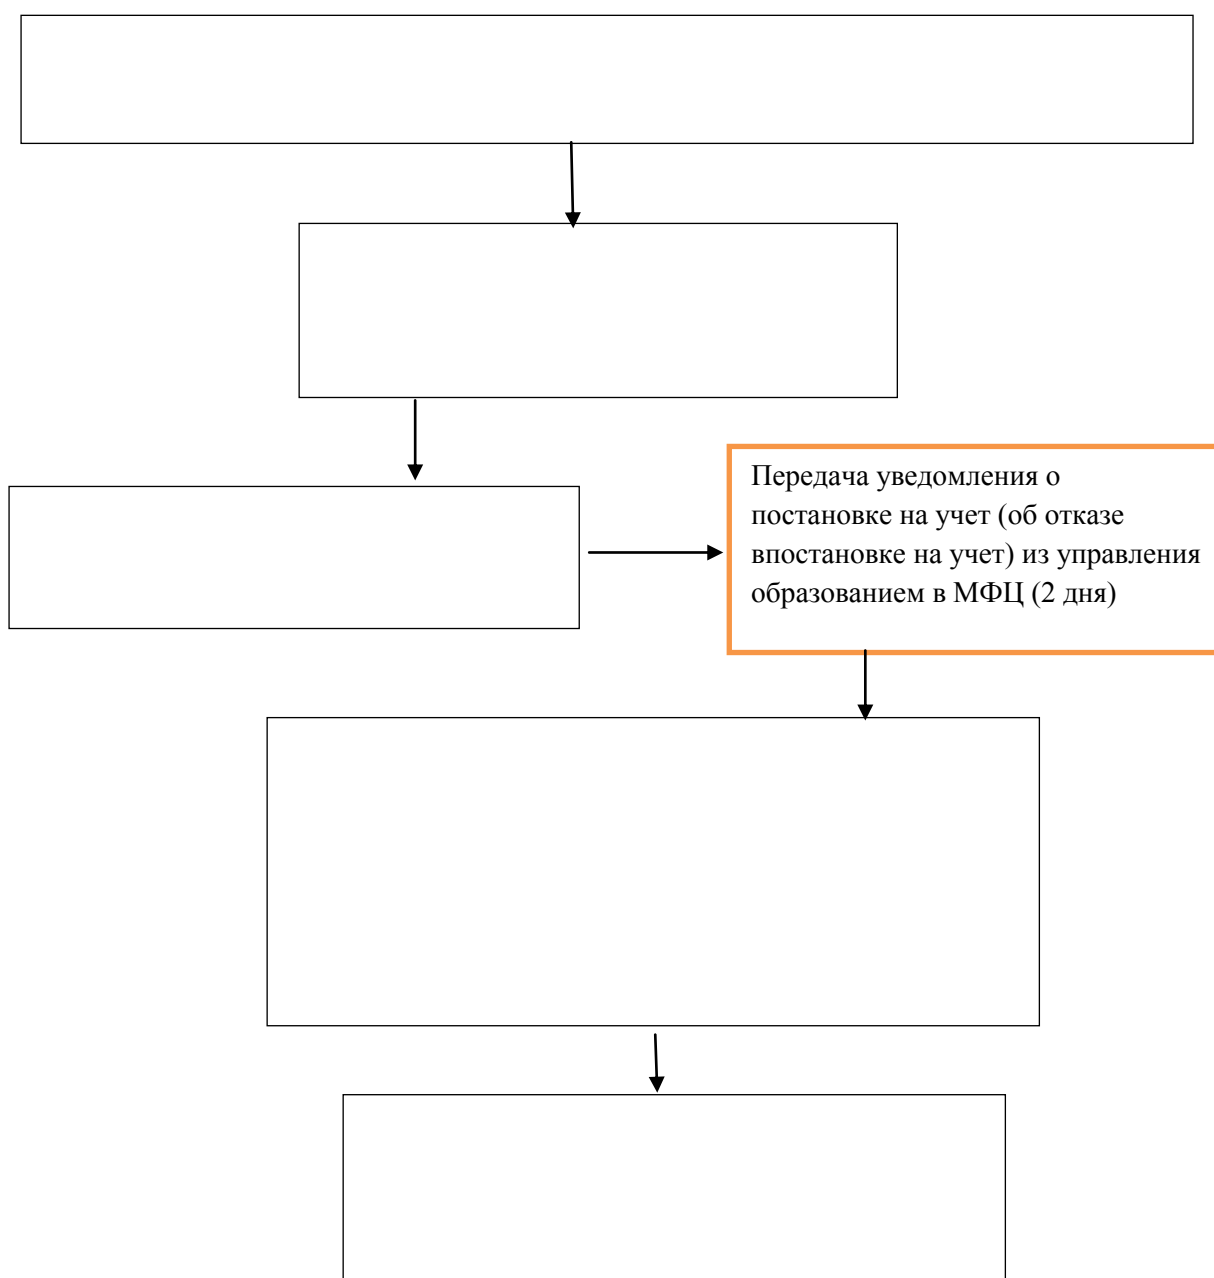 Передача уведомления о
постановке на учет (об отказе
впостановке на учет) из управления
образованием в МФЦ (2 дня)